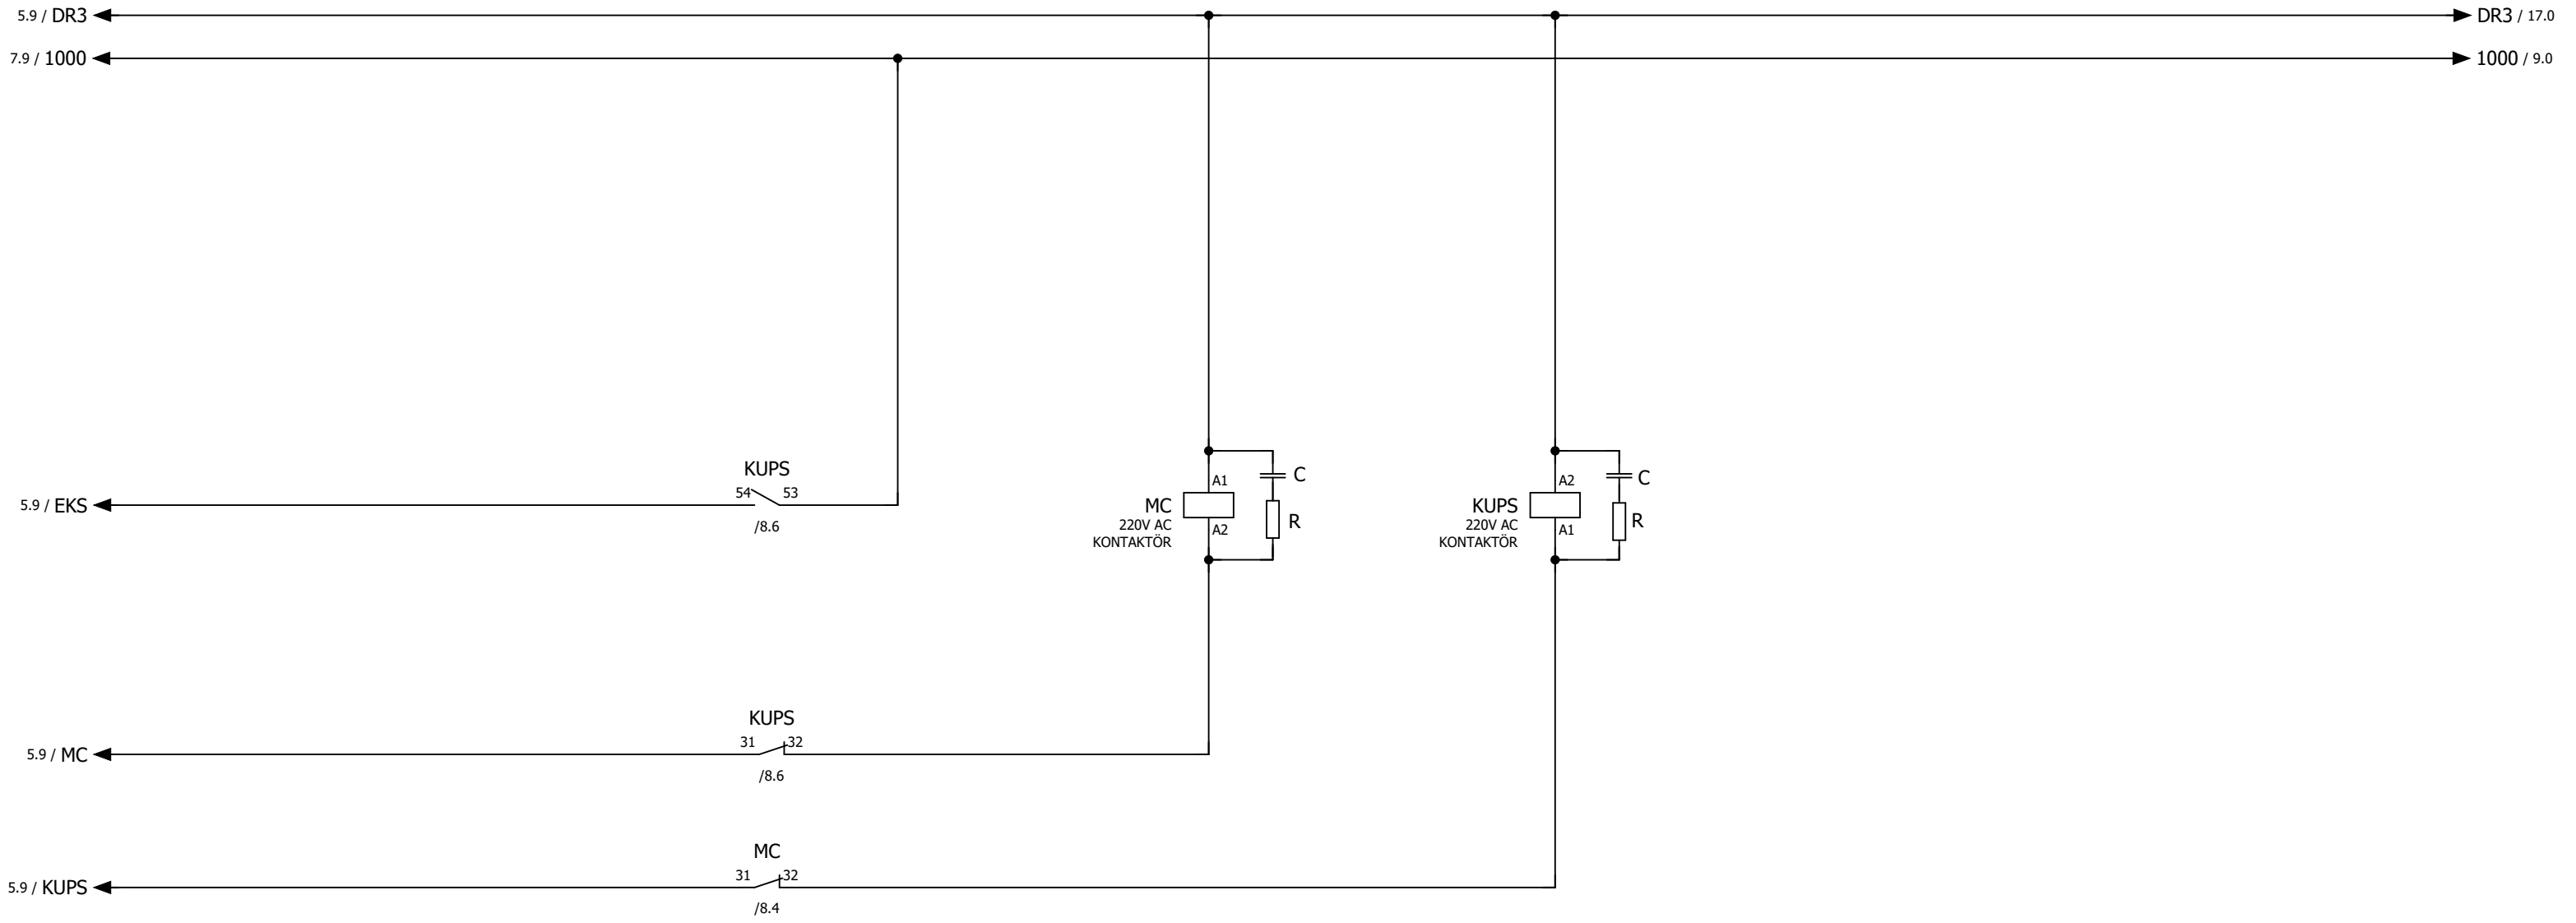 5.9 / DR3
DR3 / 17.0
7.9 / 1000
1000 / 9.0
KUPS
54 53
5.9 / EKS
/8.6
A1
C
MC
220V AC
KONTAKTÖR
A2
R
A2
C
KUPS
220V AC
KONTAKTÖR
A1
R
KUPS
31 32
5.9 / MC
/8.6
MC
31 32
5.9 / KUPS
/8.4